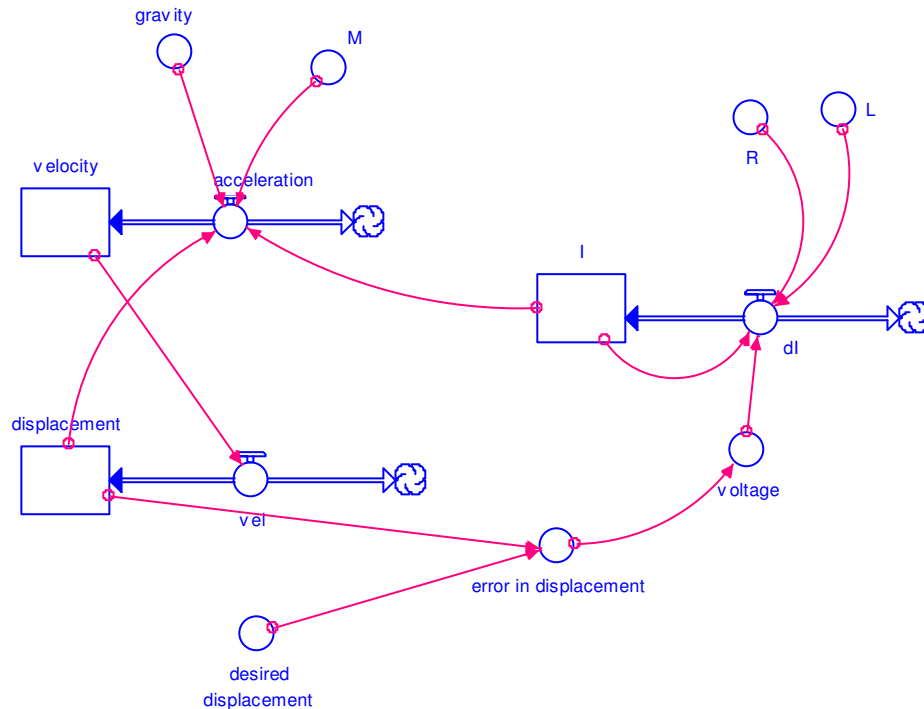 gravity
M
L
R
velocity
acceleration
I
dI
displacement
voltage
vel
error in displacement
desired
displacement